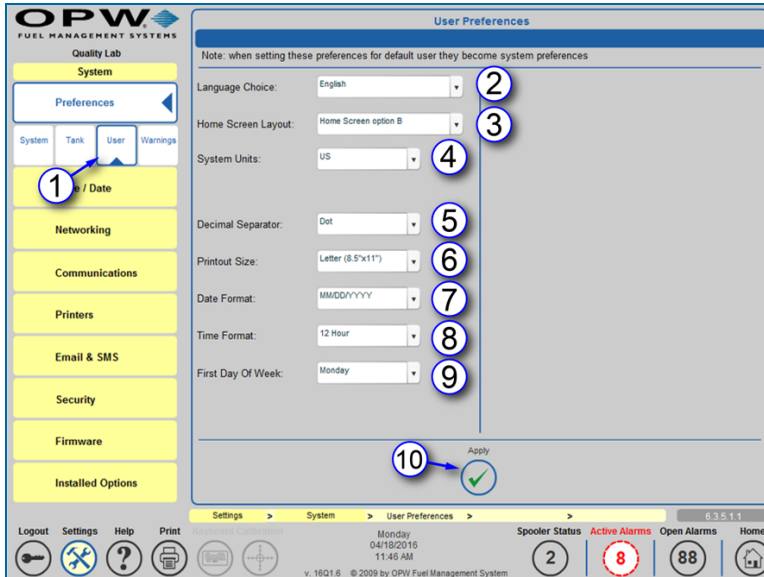 OPW
FUEL MANAGEMENT SYSTEMS
Quality Lab
System
Preferences
System Tank User Warnings
1
e / Date
Networking
Communications
Printers
Email & SMS
Security
Firmware
Installed Options
User Preferences
Note: when setting these preferences for default user they become system preferences
Language Choice: English 2
Home Screen Layout: Home Screen option B 3
System Units: US 4
Decimal Separator: Dot 5
Printout Size: Letter (8.5"x11") 6
Date Format: MM/DD/YYYY 7
Time Format: 12 Hour 8
First Day Of Week: Monday 9
10 Apply
Settings > System > User Preferences > > 6.3.5.1.1
Logout Settings Help Print Keyboard Calibration Monday Spooler Status Active Alarms Open Alarms Home
04/18/2016
11:46 AM
2 8 88
v. 16Q1.6 © 2009 by OPW Fuel Management System